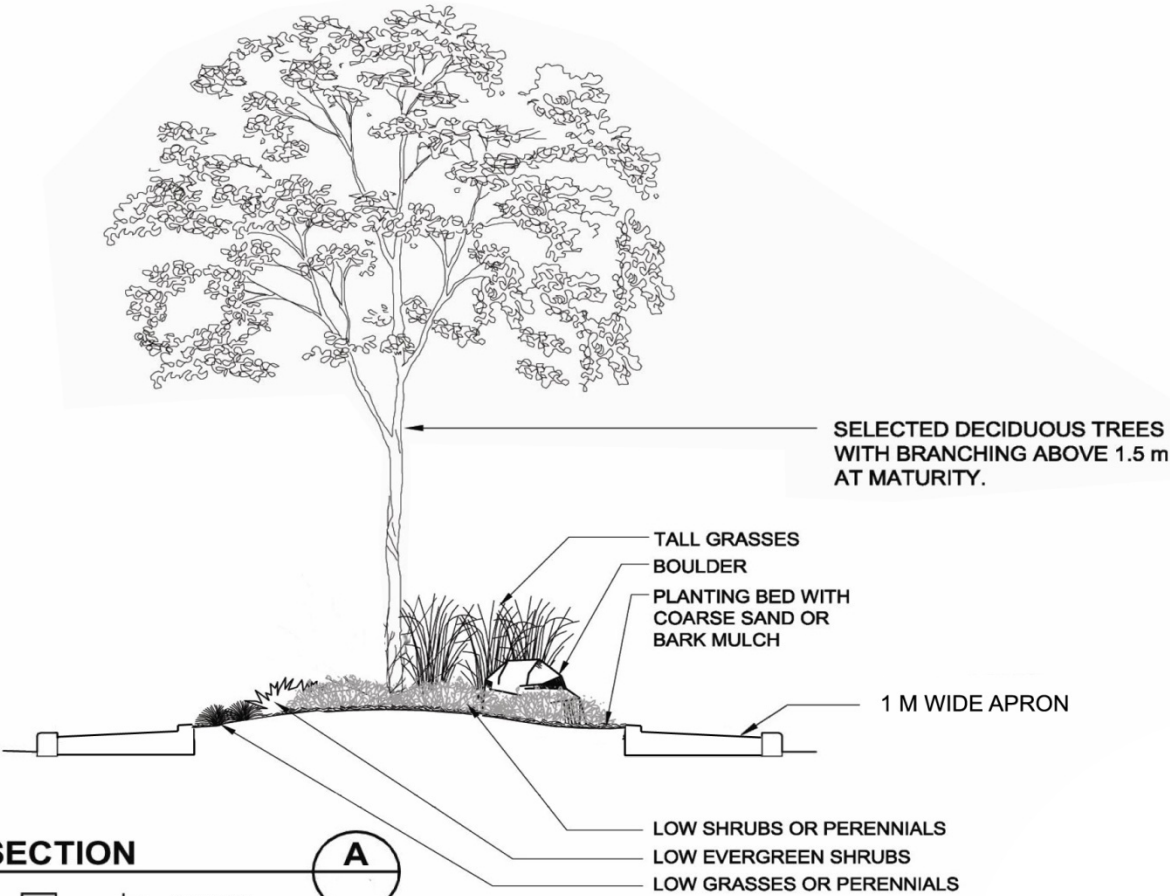 SELECTED DECIDUOUS TREES
WITH BRANCHING ABOVE 1.5 m
AT MATURITY.
TALL GRASSES
BOULDER
PLANTING BED WITH
COARSE SAND OR
BARK MULCH
1 M WIDE APRON
LOW SHRUBS OR PERENNIALS
LOW EVERGREEN SHRUBS
LOW GRASSES OR PERENNIALS
SECTION
A